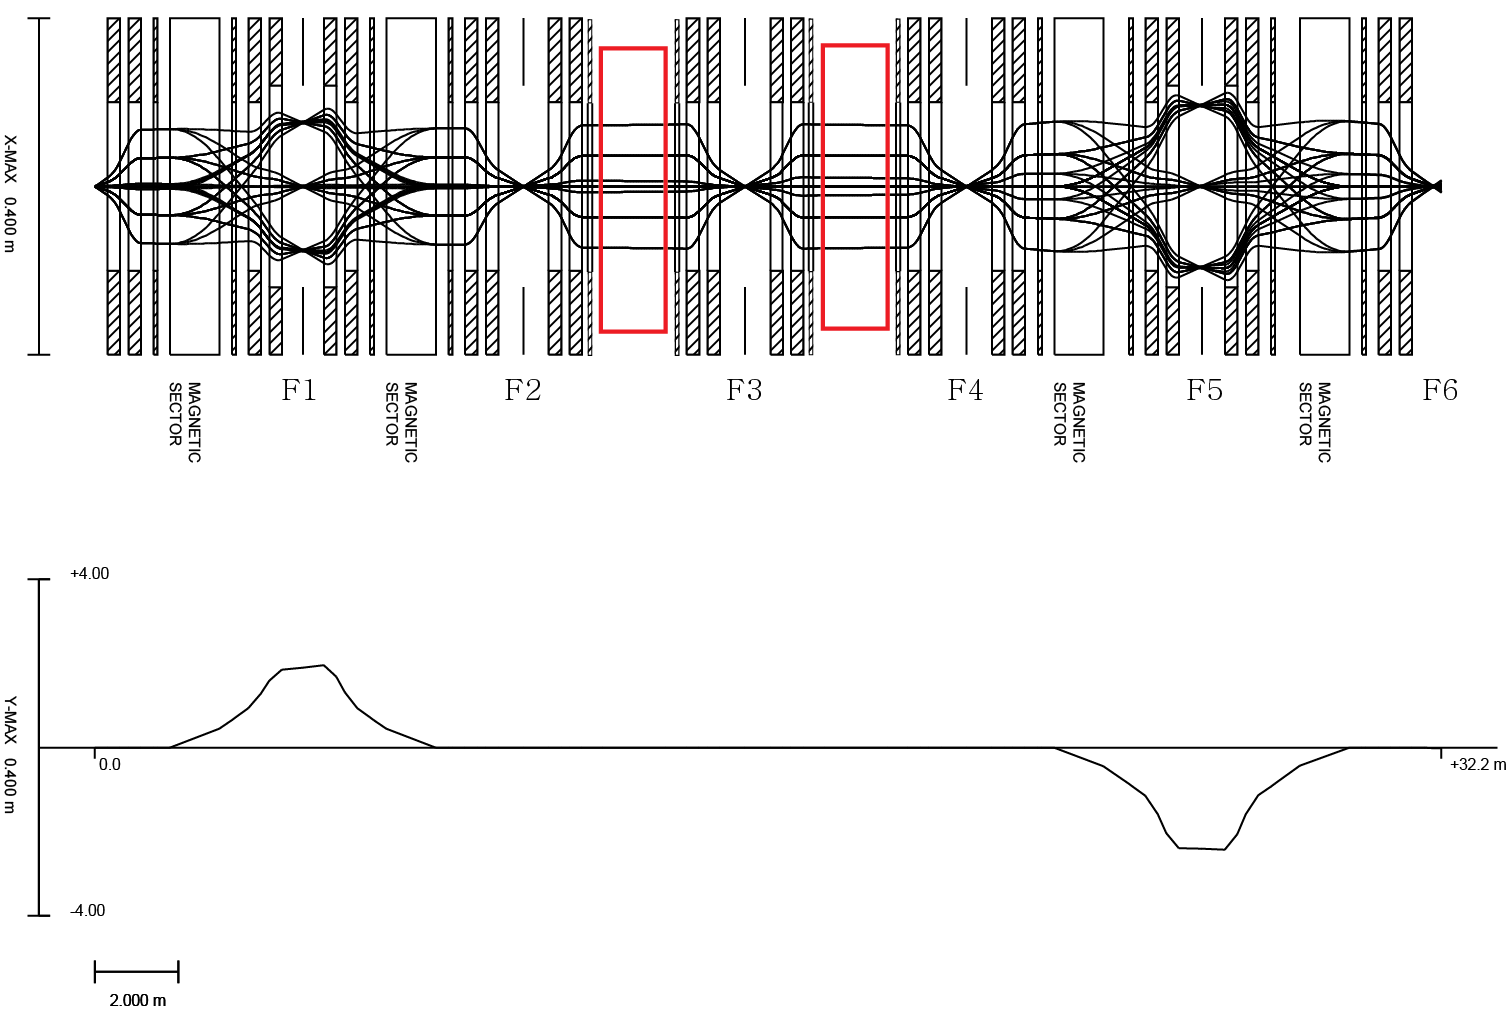 X-MAX 0.400 m
F1
F2
F3
F4
F5
F6
MAGNETIC
SECTOR
MAGNETIC
SECTOR
MAGNETIC
SECTOR
MAGNETIC
SECTOR
+4.00
Y-MAX 0.400 m
0.0
+32.2 m
-4.00
2.000 m